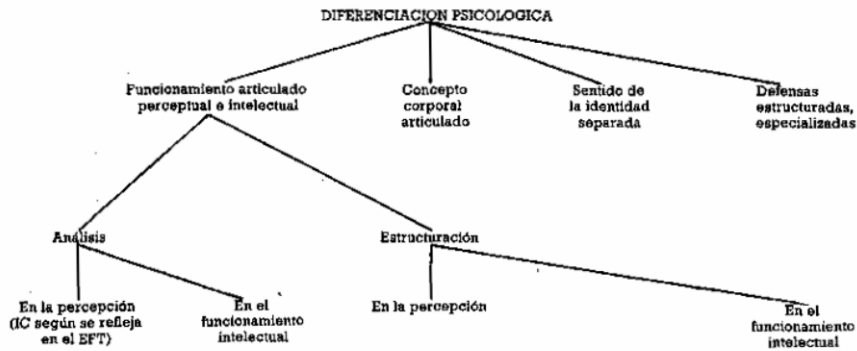 DIFERENCIACION PSICOLOGICA
Funcionamiento articulado
perceptual e intelectual
Concepto
corporal
articulado
Sentido de
la identidad
separada
Defensas
estructuradas,
especializadas
Análisis
Estructuración
En la percepción
(IC según se refleja
en el EFT)
En el
funcionamiento
intelectual
En la percepción
En el
funcionamiento
intelectual